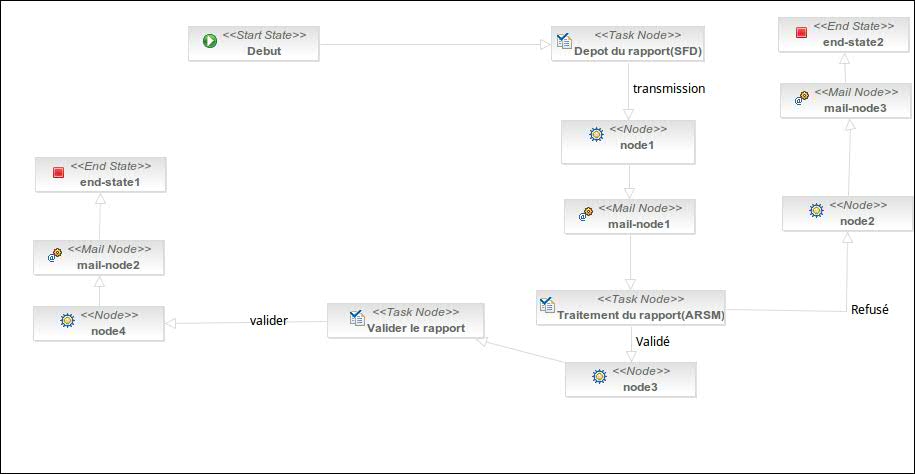 <<Start State>>
Debut
<<Task Node>>
Depot du rapport(SFD)
<<End State>>
end-state2
transmission
<<Mail Node>>
mail-node3
<<Node>>
node1
<<End State>>
end-state1
<<Mail Node>>
mail-node1
<<Node>>
node2
<<Mail Node>>
mail-node2
<<Task Node>>
Traitement du rapport(ARSM)
Refusé
<<Node>>
node4
valider
<<Task Node>>
Valider le rapport
Validé
<<Node>>
node3